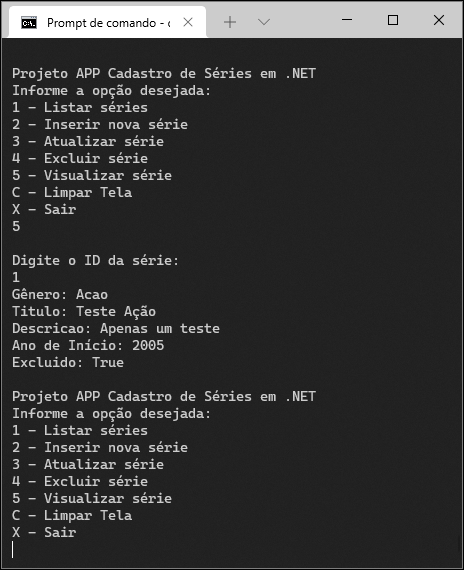 Prompt de comando - c
Projeto APP Cadastro de Séries em .NET
Informe a opção desejada:
1 - Listar séries
2 - Inserir nova série
3 - Atualizar série
4 - Excluir série
5 - Visualizar série
C - Limpar Tela
X - Sair
5
Digite o ID da série:
1
Gênero: Acao
Titulo: Teste Ação
Descricao: Apenas um teste
Ano de Início: 2005
Excluido: True
Projeto APP Cadastro de Séries em .NET
Informe a opção desejada:
1 - Listar séries
2 - Inserir nova série
3 - Atualizar série
4 - Excluir série
5 - Visualizar série
C - Limpar Tela
X - Sair